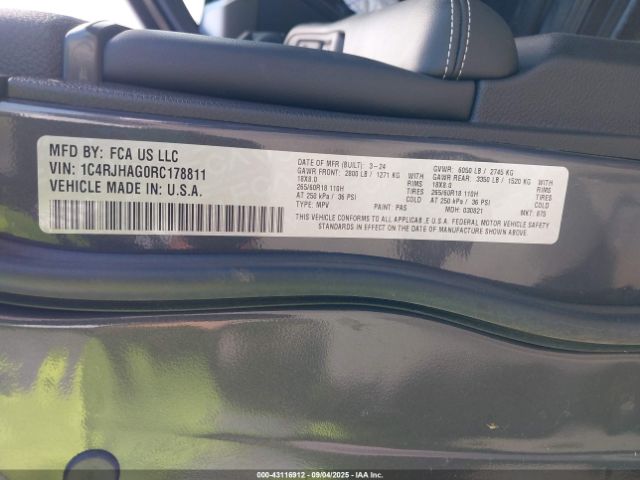 MFD BY: FCA US LLC
VIN: 1C4RJHAG0RC178811
VEHICLE MADE IN: U.S.A.
DATE OF MFR (BUILT): 3-24
GAWR FRONT: 2800 LB / 1271 KG WITH
18X8.0 RIMS
265/60R18 110H TIRES
AT 250 kPa / 36 PSI COLD
TYPE: MPV PAINT: PAS
GVWR: 6050 LB / 2745 KG
GAWR REAR: 3350 LB / 1520 KG WITH
18X8.0 RIMS
265/60R18 110H TIRES
AT 250 kPa / 36 PSI COLD
MDH: 030821 MKT: 875
THIS VEHICLE CONFORMS TO ALL APPLICAB,E U.S.A. FEDERAL MOTOR VEHICLE SAFETY
STANDARDS IN EFFECT ON THE DATE OF MANUFACTURE SHOWN ABOVE.
000-43116912 - 09/04/2025 - IAAI.COM